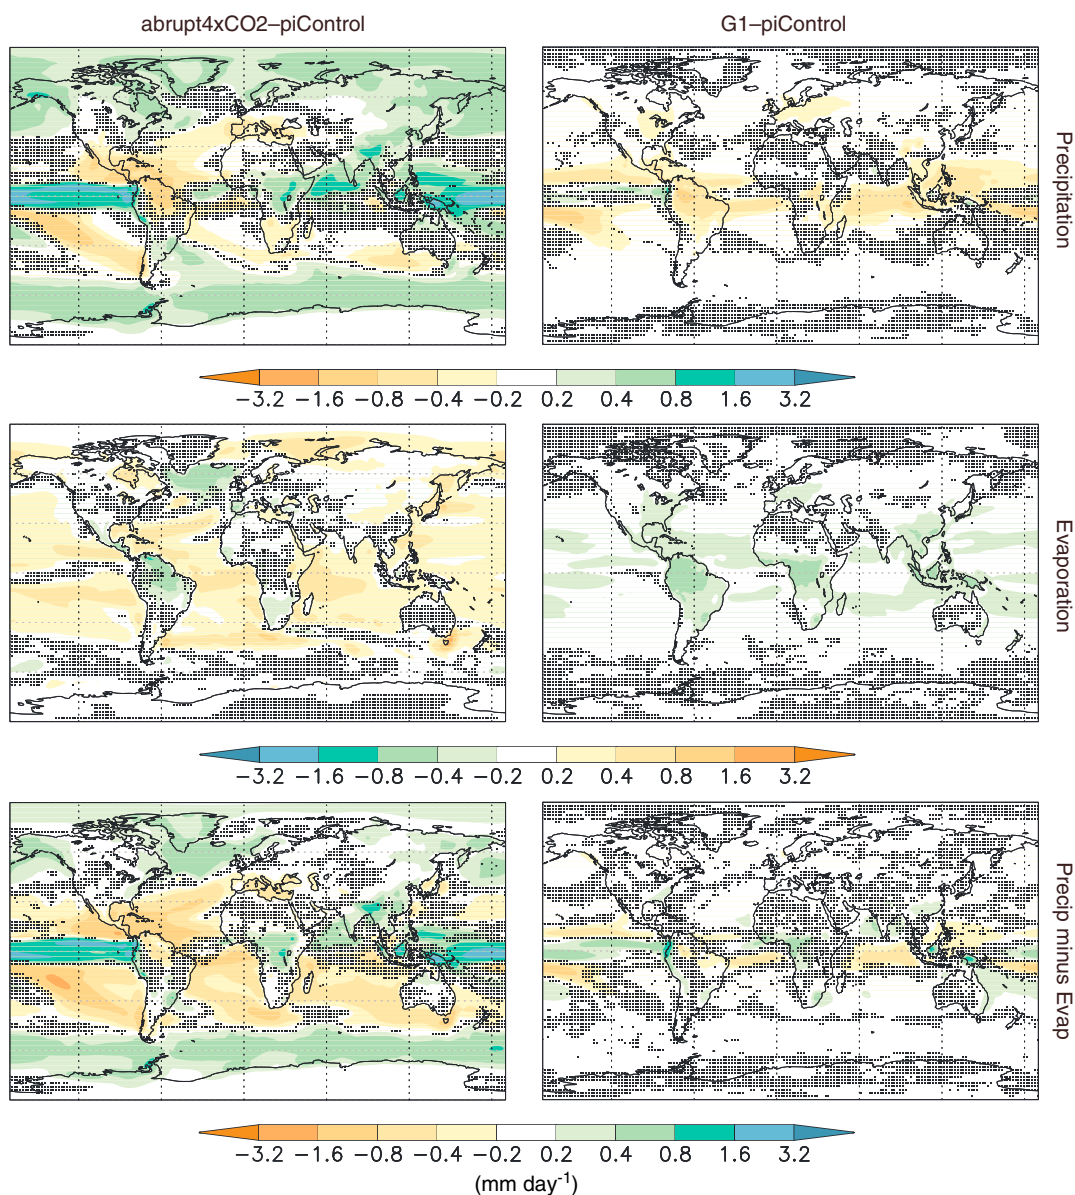 abrupt4xCO2–piControl
G1–piControl
Precipitation
−3.2 −1.6 −0.8 −0.4 −0.2 0.2 0.4 0.8 1.6 3.2
Evaporation
−3.2 −1.6 −0.8 −0.4 −0.2 0.2 0.4 0.8 1.6 3.2
Precip minus Evap
−3.2 −1.6 −0.8 −0.4 −0.2 0.2 0.4 0.8 1.6 3.2
(mm day-1)